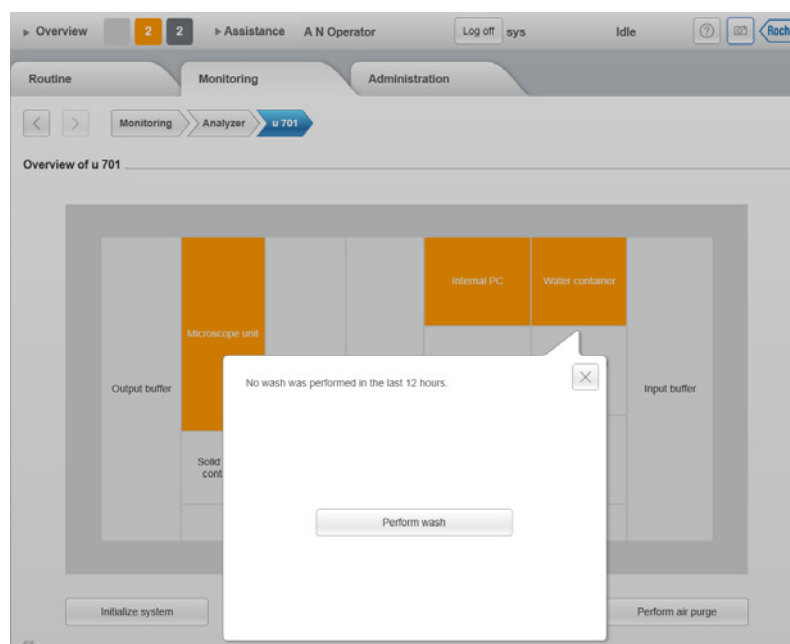 Overview 2 2 Assistance A N Operator Log off sys Idle ? Roch
Routine Monitoring Administration
Monitoring Analyzer u 701
Overview of u 701
Internal PC Water container
Microscope unit
Output buffer Input buffer
No wash was performed in the last 12 hours.
Solid
cont
Perform wash
Initialize system Perform air purge